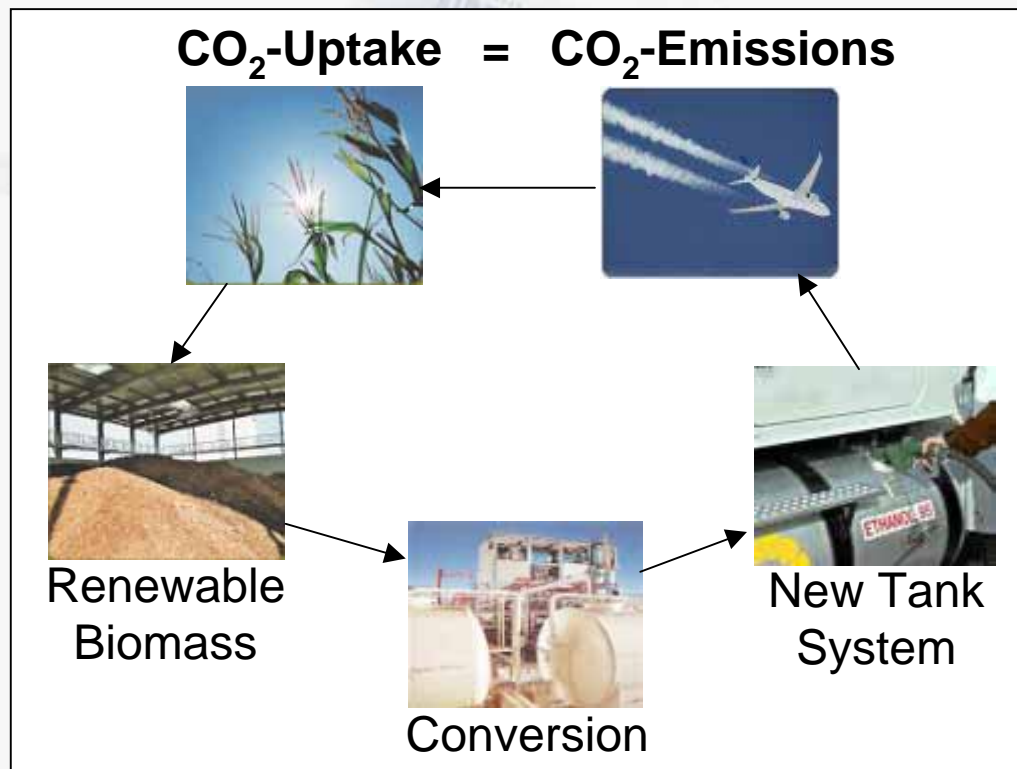 CO₂-Uptake = CO₂-Emissions
ETHANOL 95
Renewable
Biomass
New Tank
System
Conversion